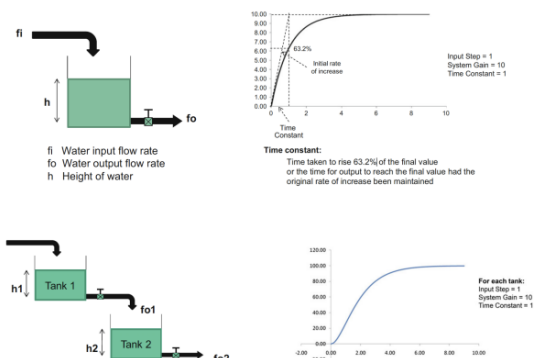 fi
h
fo
fi Water input flow rate
fo Water output flow rate
h Height of water
10.00
9.00
8.00
7.00
6.00
5.00
4.00
3.00
2.00
1.00
0.00
0
2
4
6
8
10
63.2%
Initial rate
of increase
Time
Constant
Input Step = 1
System Gain = 10
Time Constant = 1
Time constant:
Time taken to rise 63.2% of the final value
or the time for output to reach the final value had the
original rate of increase been maintained
h1
Tank 1
fo1
h2
Tank 2
fo2
120.00
100.00
80.00
60.00
40.00
20.00
0.00
-2.00
0.00
2.00
4.00
6.00
8.00
10.00
For each tank:
Input Step = 1
System Gain = 10
Time Constant = 1